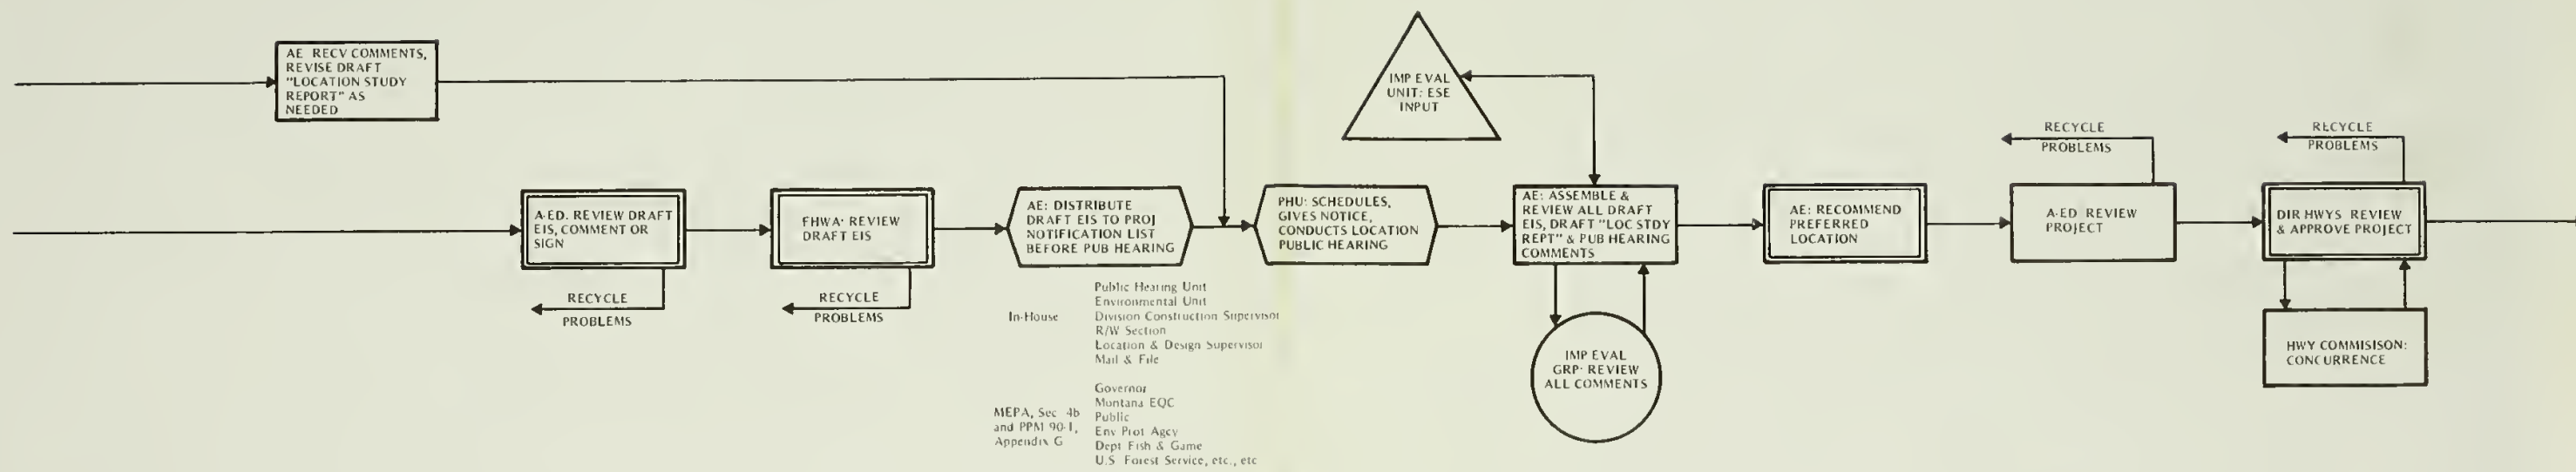 AE RECV COMMENTS,
REVISE DRAFT
"LOCATION STUDY
REPORT" AS
NEEDED
IMP EVAL
UNIT: ESE
INPUT
RECYCLE
PROBLEMS
RECYCLE
PROBLEMS
A-ED. REVIEW DRAFT
EIS, COMMENT OR
SIGN
RECYCLE
PROBLEMS
FHWA· REVIEW
DRAFT EIS
RECYCLE
PROBLEMS
AE: DISTRIBUTE
DRAFT EIS TO PROJ
NOTIFICATION LIST
BEFORE PUB HEARING
PHU: SCHEDULES,
GIVES NOTICE,
CONDUCTS LOCATION
PUBLIC HEARING
AE: ASSEMBLE &
REVIEW ALL DRAFT
EIS, DRAFT "LOC STDY
REPT" & PUB HEARING
COMMENTS
AE: RECOMMEND
PREFERRED
LOCATION
A-ED REVIEW
PROJECT
DIR HWYS REVIEW
& APPROVE PROJECT
In-House
Public Hearing Unit
Environmental Unit
Division Construction Supervisor
R/W Section
Location & Design Supervisor
Mail & File
MEPA, Sec 4b
and PPM 90-1,
Appendix G
Governor
Montana EQC
Public
Env Prot Agcy
Dept Fish & Game
U.S Forest Service, etc., etc
IMP EVAL
GRP· REVIEW
ALL COMMENTS
HWY COMMISISON:
CONCURRENCE